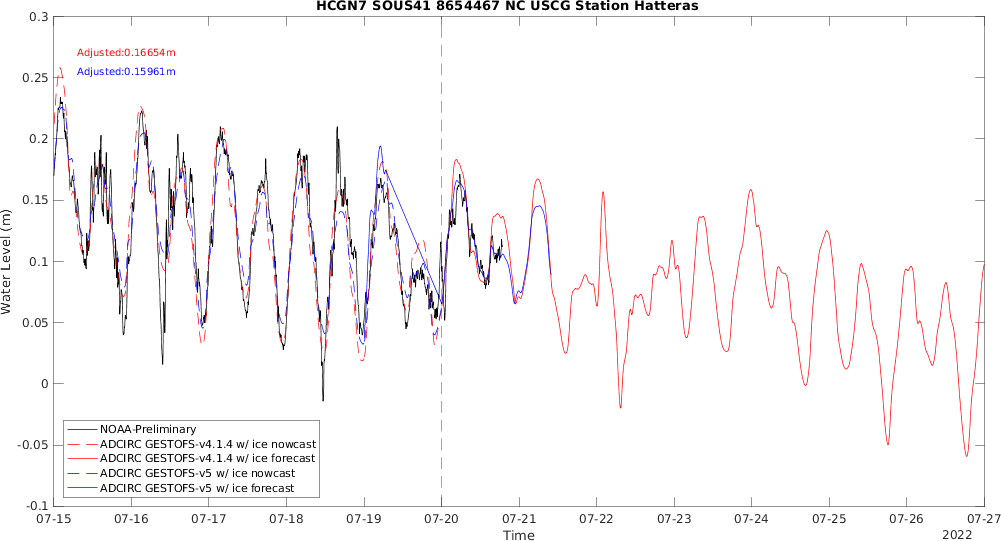 HCGN7 SOUS41 8654467 NC USCG Station Hatteras
Adjusted:0.16654m
Adjusted:0.15961m
Water Level (m)
0.3
0.25
0.2
0.15
0.1
0.05
0
-0.05
-0.1
NOAA-Preliminary
ADCIRC GESTOFS-v4.1.4 w/ ice nowcast
ADCIRC GESTOFS-v4.1.4 w/ ice forecast
ADCIRC GESTOFS-v5 w/ ice nowcast
ADCIRC GESTOFS-v5 w/ ice forecast
07-15 07-16 07-17 07-18 07-19 07-20 07-21 07-22 07-23 07-24 07-25 07-26 07-27
Time
2022